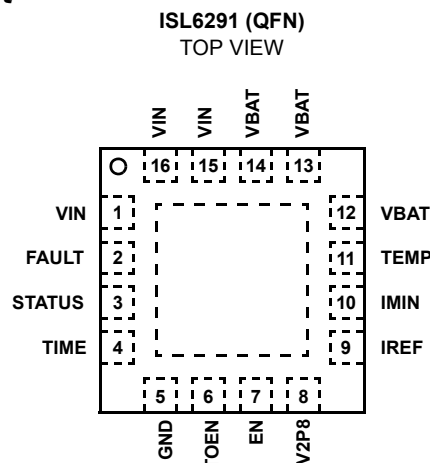 ISL6291 (QFN)
TOP VIEW
VIN VIN VBAT VBAT
16 15 14 13
VIN 1 12 VBAT
FAULT 2 11 TEMP
STATUS 3 10 IMIN
TIME 4 9 IREF
5 6 7 8
GND TOEN EN V2P8